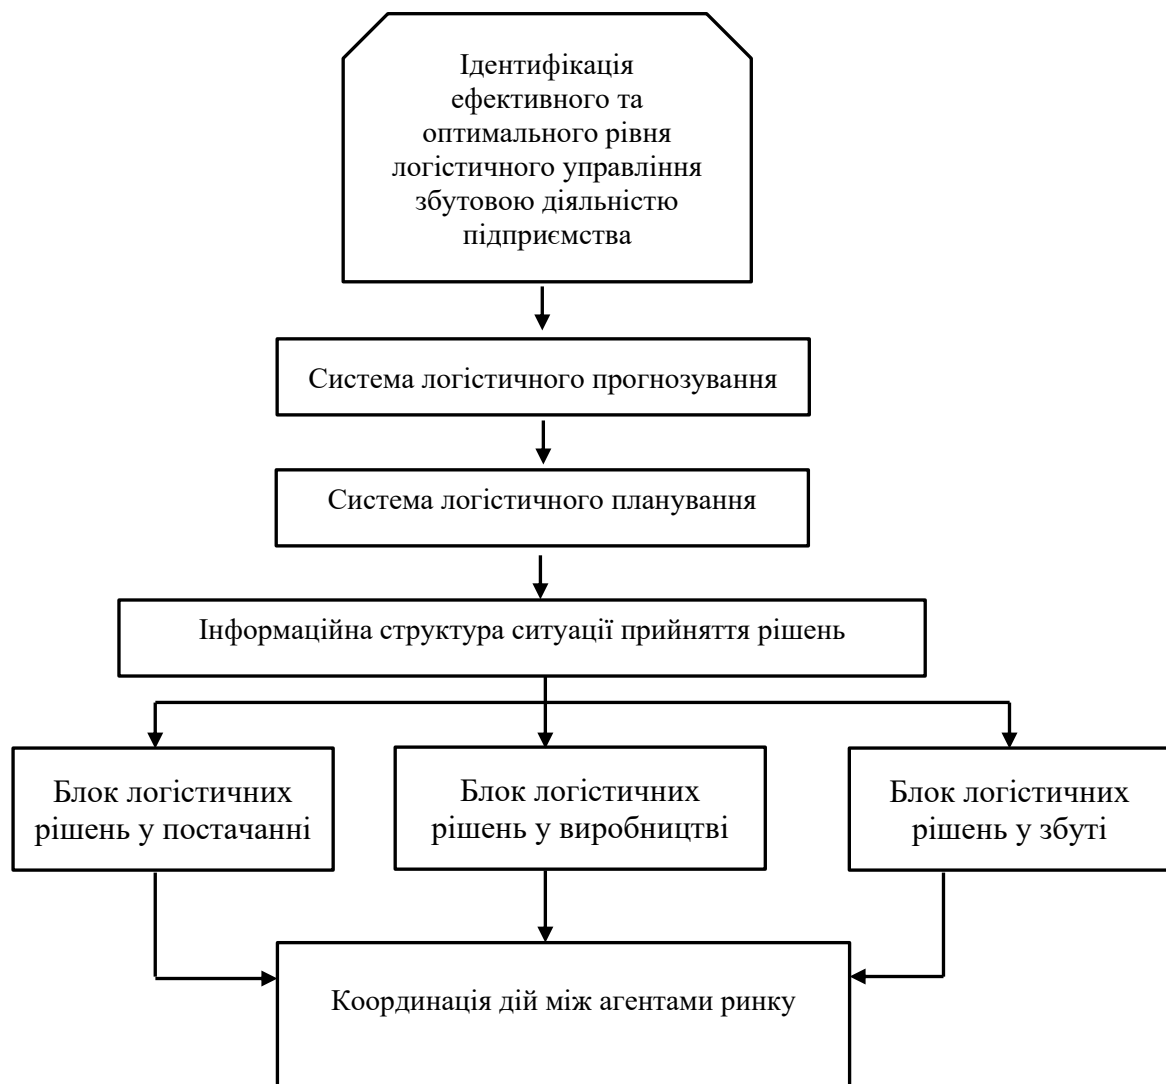 Ідентифікація
ефективного та
оптимального рівня
логістичного управління
збутовою діяльністю
підприємства
Система логістичного прогнозування
Система логістичного планування
Інформаційна структура ситуації прийняття рішень
Блок логістичних
рішень у постачанні
Блок логістичних
рішень у виробництві
Блок логістичних
рішень у збуті
Координація дій між агентами ринку